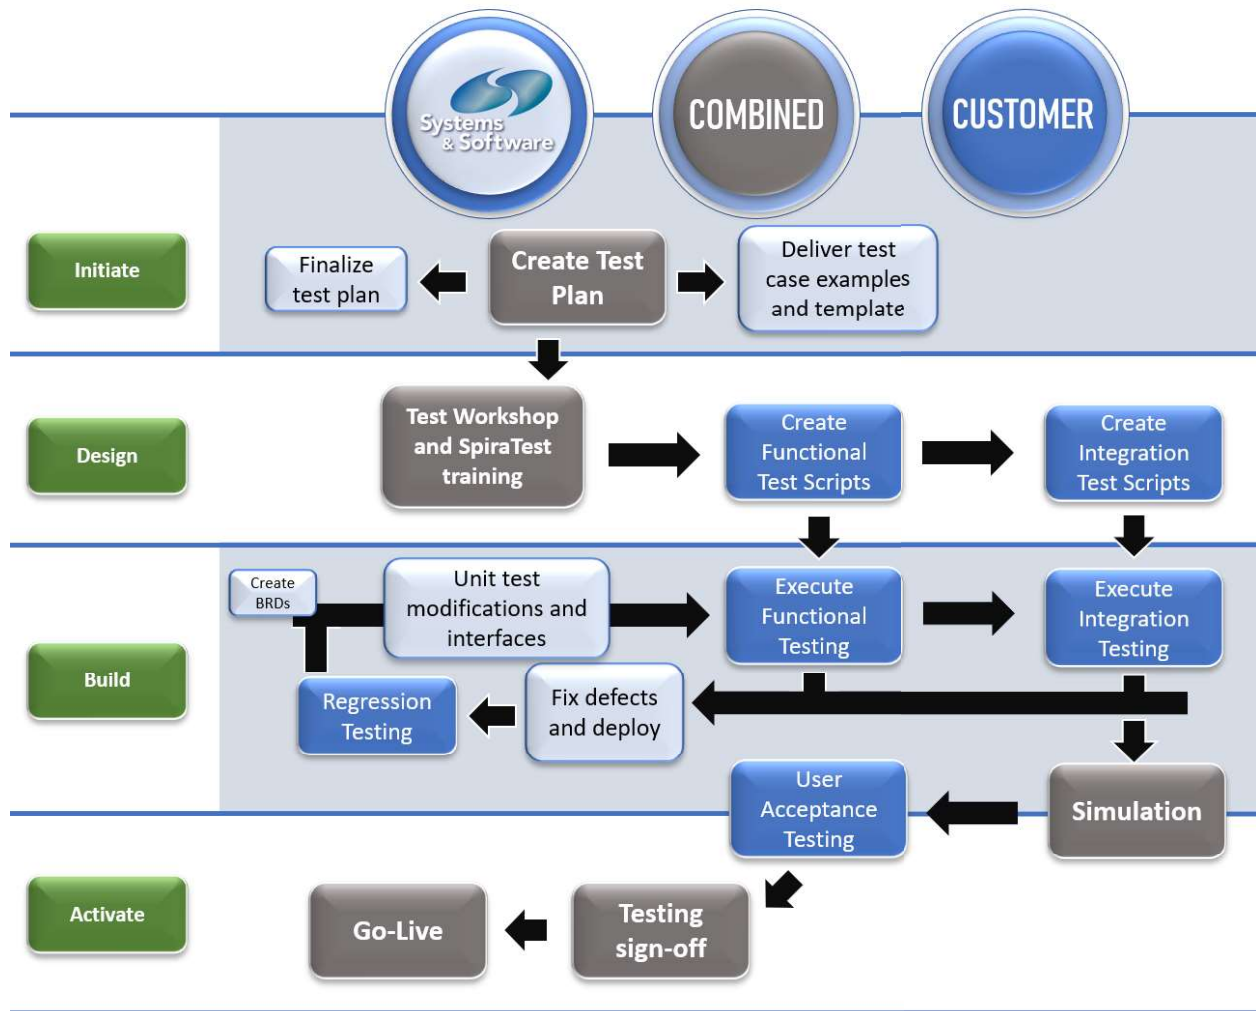 Systems
& Software
COMBINED
CUSTOMER
Initiate
Finalize
test plan
Create Test
Plan
Deliver test
case examples
and template
Design
Test Workshop
and SpiraTest
training
Create
Functional
Test Scripts
Create
Integration
Test Scripts
Build
Create
BRDs
Unit test
modifications and
interfaces
Execute
Functional
Testing
Execute
Integration
Testing
Regression
Testing
Fix defects
and deploy
User
Acceptance
Testing
Simulation
Activate
Go-Live
Testing
sign-off